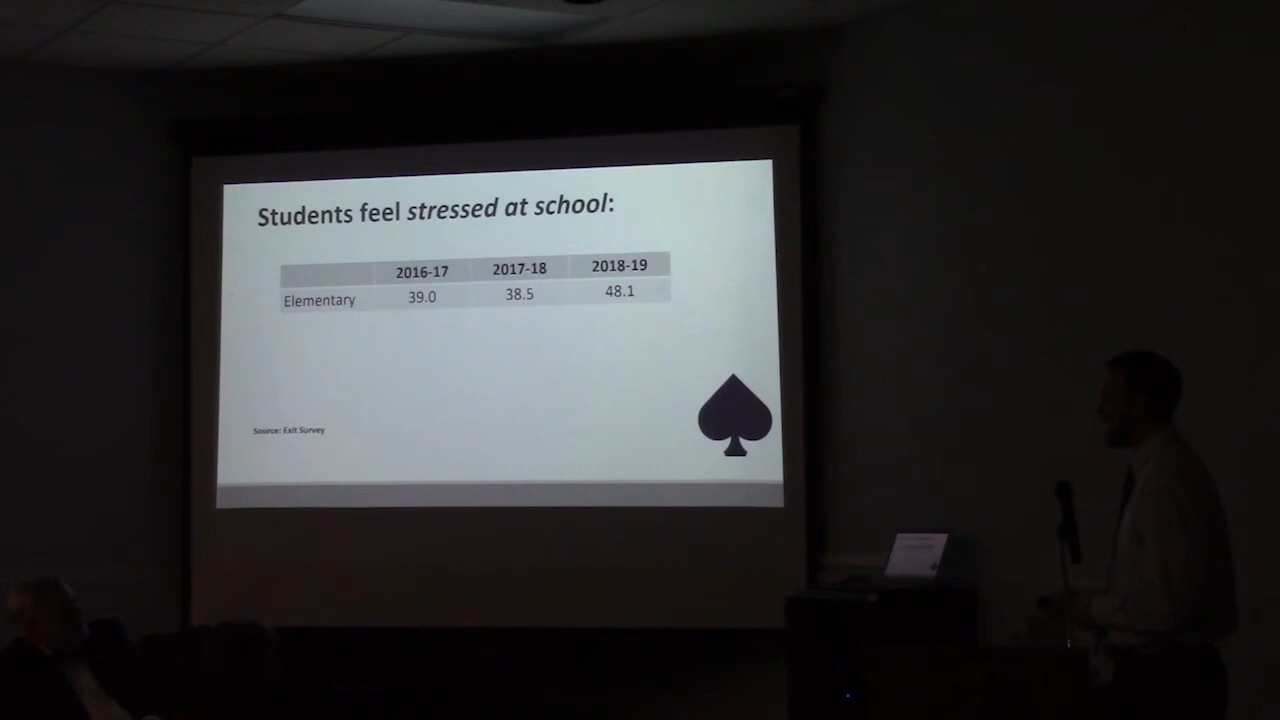 Students feel stressed at school:
2016-17 2017-18 2018-19
Elementary 39.0 38.5 48.1
Source: Exit Survey